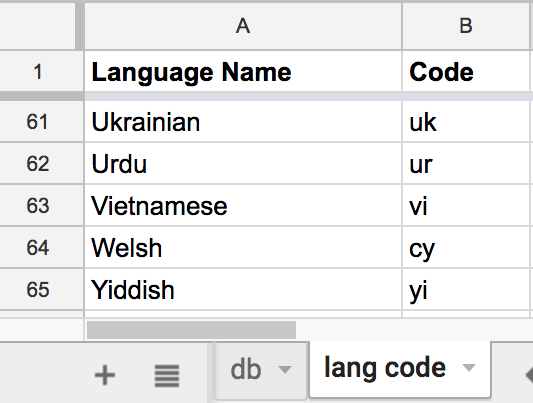 A B
1 Language Name Code
61 Ukrainian uk
62 Urdu ur
63 Vietnamese vi
64 Welsh cy
65 Yiddish yi
db lang code